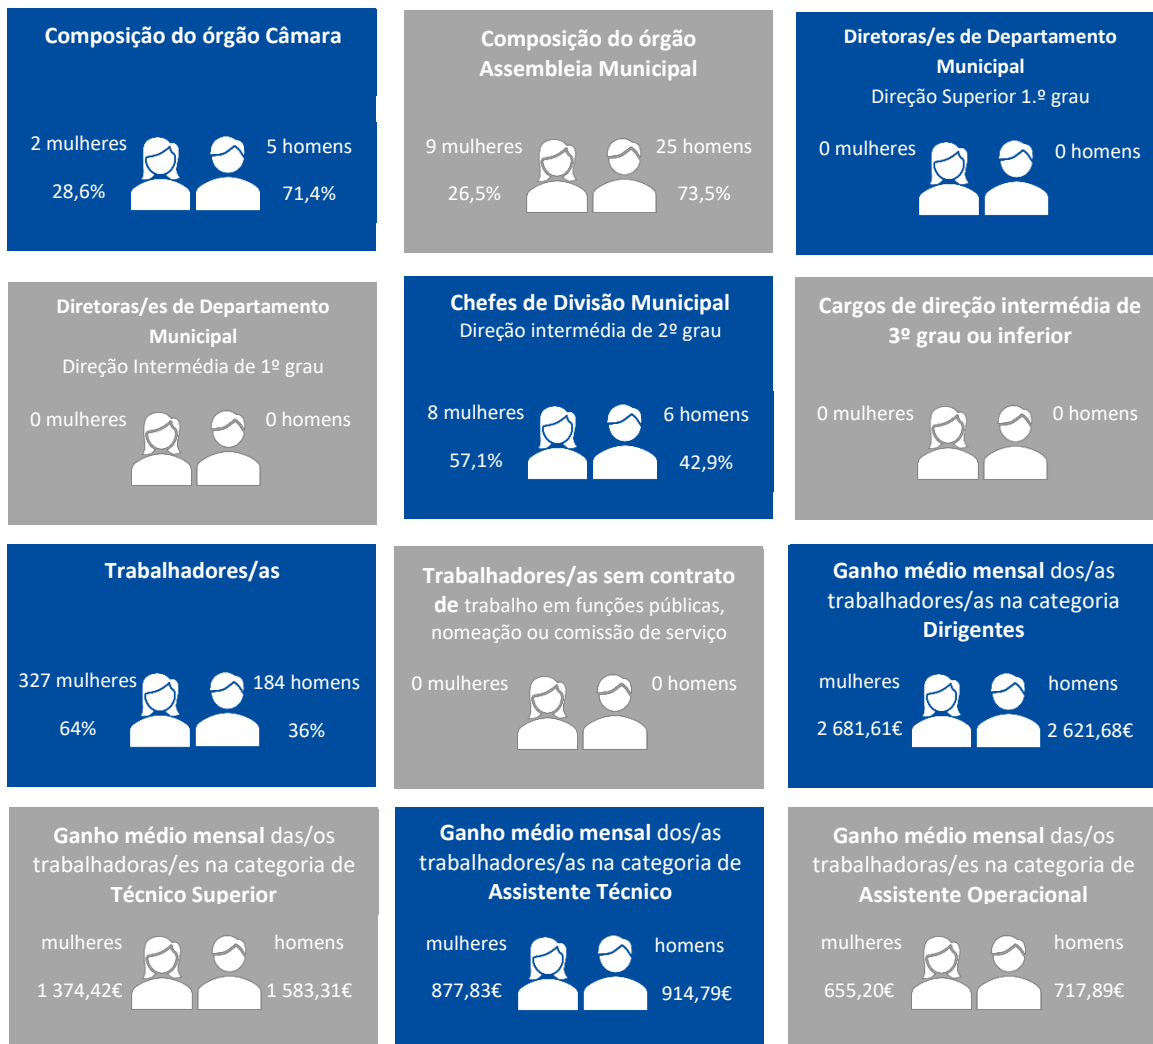 Composição do órgão Câmara
2 mulheres
5 homens
28,6%
71,4%
Composição do órgão
Assembleia Municipal
9 mulheres
25 homens
26,5%
73,5%
Diretoras/es de Departamento
Municipal
Direção Superior 1.º grau
0 mulheres
0 homens
Diretoras/es de Departamento
Municipal
Direção Intermédia de 1º grau
0 mulheres
0 homens
Chefes de Divisão Municipal
Direção intermédia de 2º grau
8 mulheres
6 homens
57,1%
42,9%
Cargos de direção intermédia de
3º grau ou inferior
0 mulheres
0 homens
Trabalhadores/as
327 mulheres
184 homens
64%
36%
Trabalhadores/as sem contrato
de trabalho em funções públicas,
nomeação ou comissão de serviço
0 mulheres
0 homens
Ganho médio mensal dos/as
trabalhadores/as na categoria
Dirigentes
mulheres
homens
2 681,61€
2 621,68€
Ganho médio mensal das/os
trabalhadoras/es na categoria de
Técnico Superior
mulheres
homens
1 374,42€
1 583,31€
Ganho médio mensal dos/as
trabalhadores/as na categoria de
Assistente Técnico
mulheres
homens
877,83€
914,79€
Ganho médio mensal das/os
trabalhadoras/es na categoria de
Assistente Operacional
mulheres
homens
655,20€
717,89€